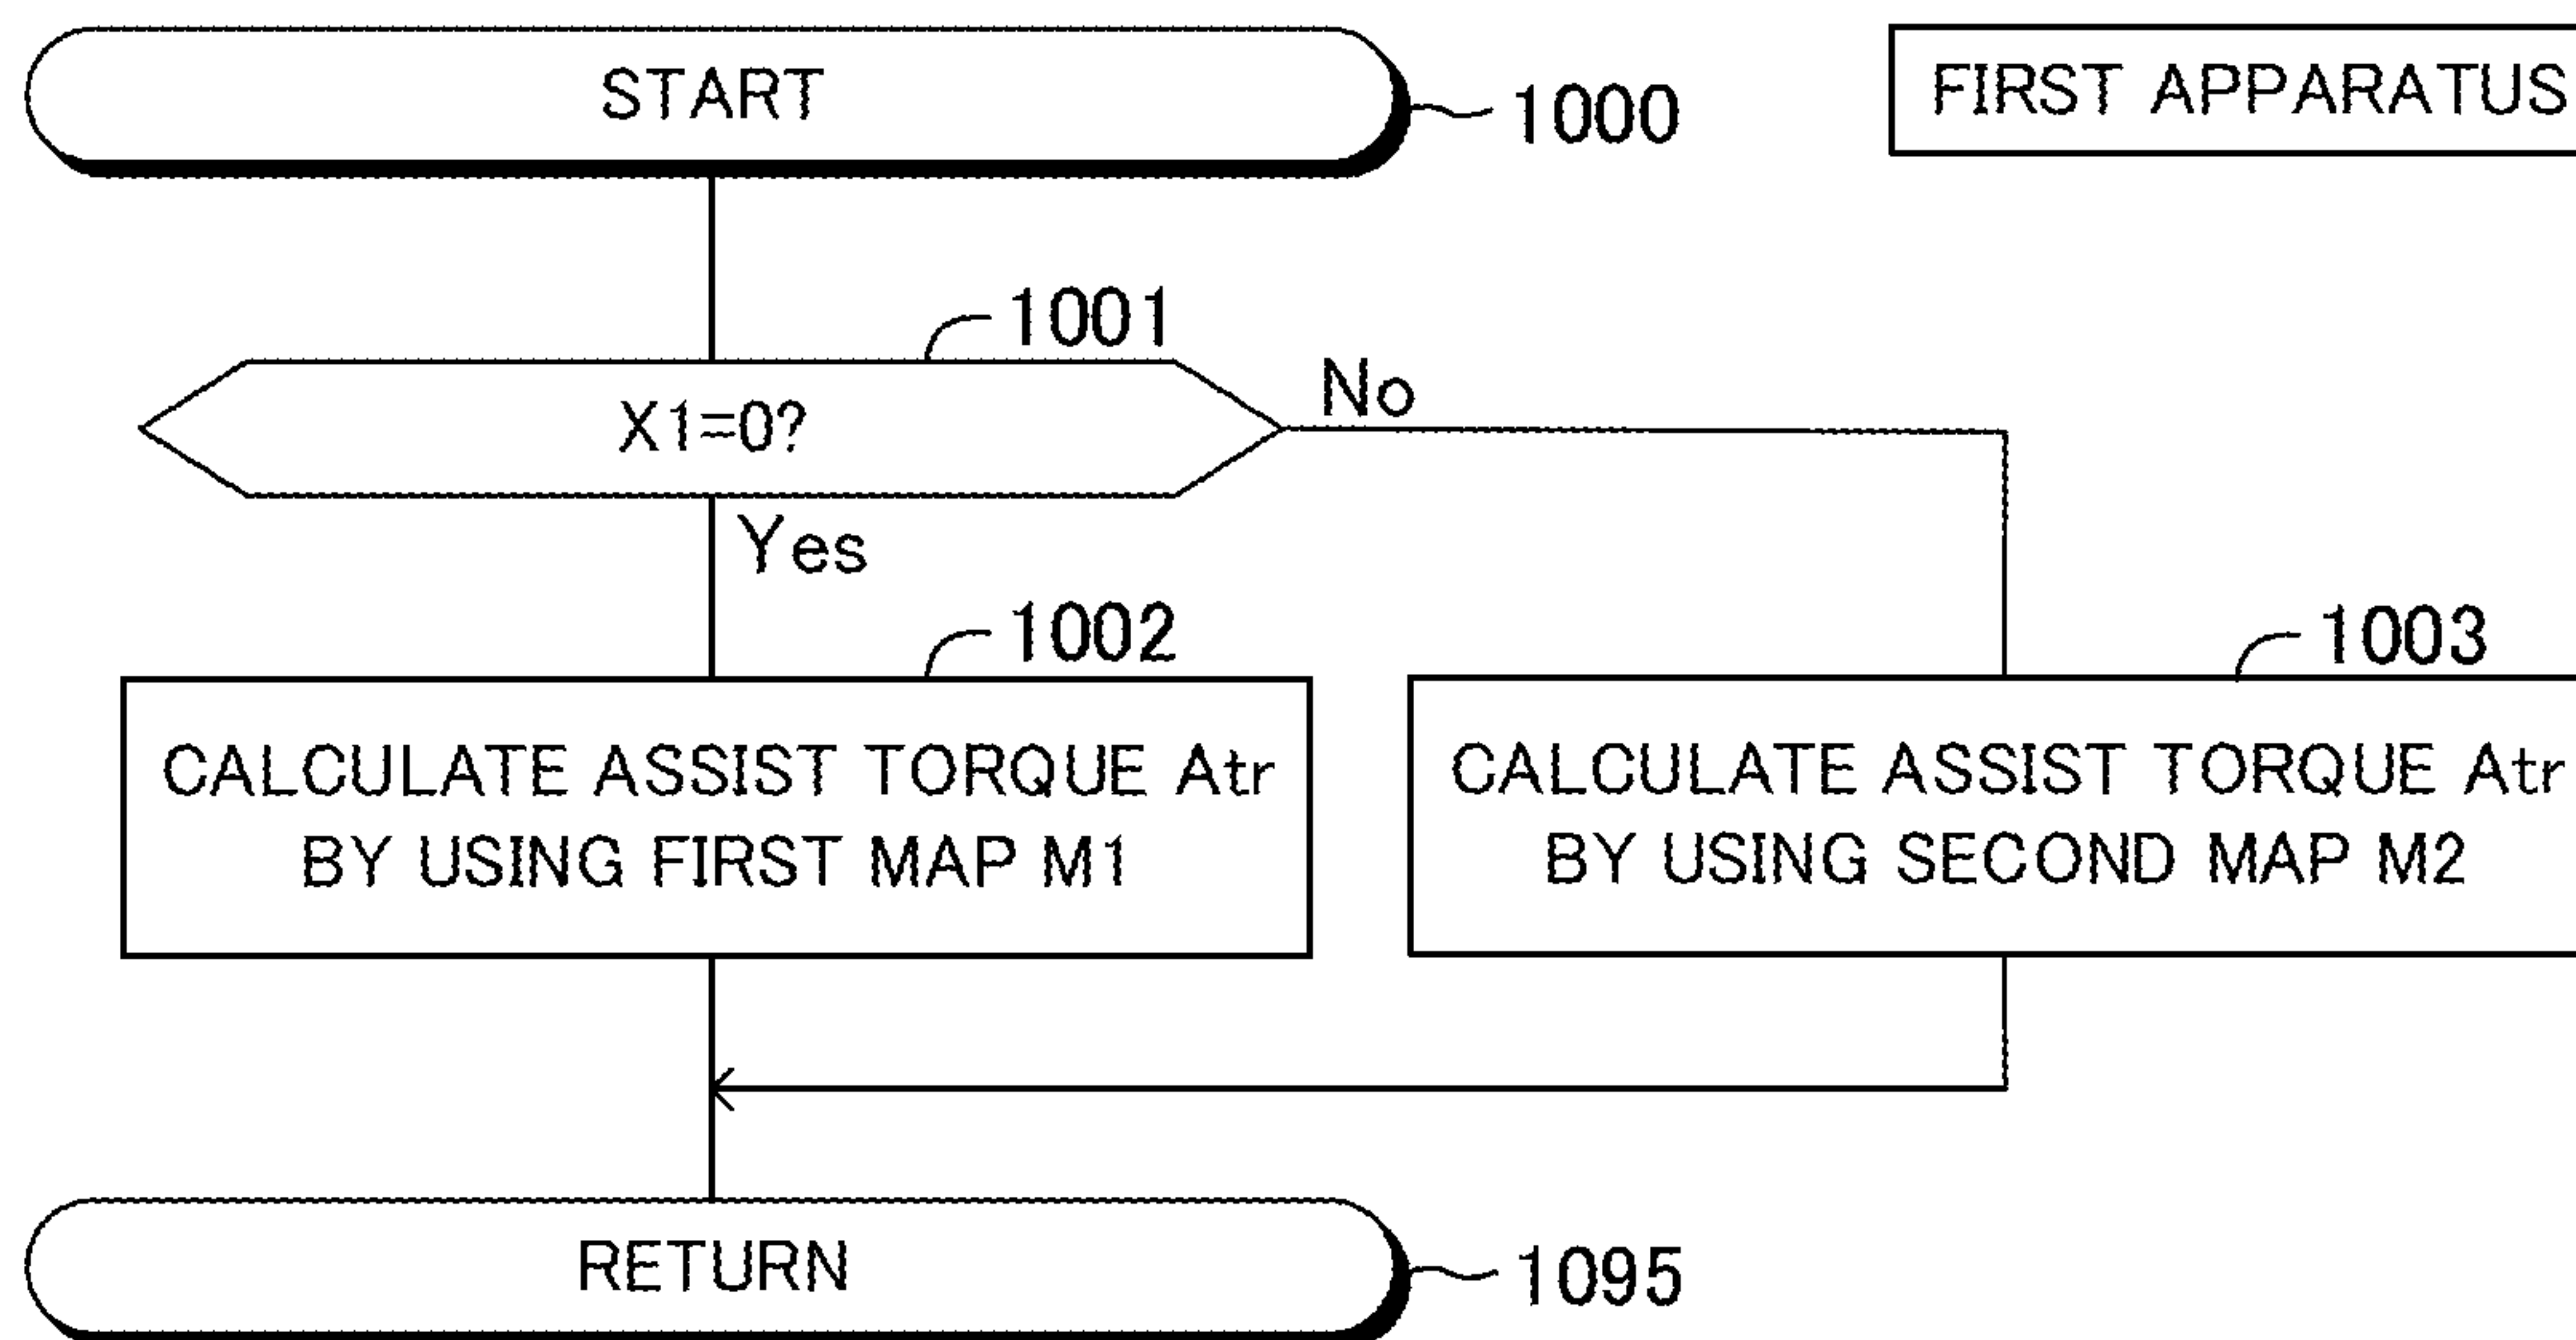 START
1000
FIRST APPARATUS
1001
X1=0?
No
Yes
1002
1003
CALCULATE ASSIST TORQUE Atr
BY USING FIRST MAP M1
CALCULATE ASSIST TORQUE Atr
BY USING SECOND MAP M2
RETURN
1095